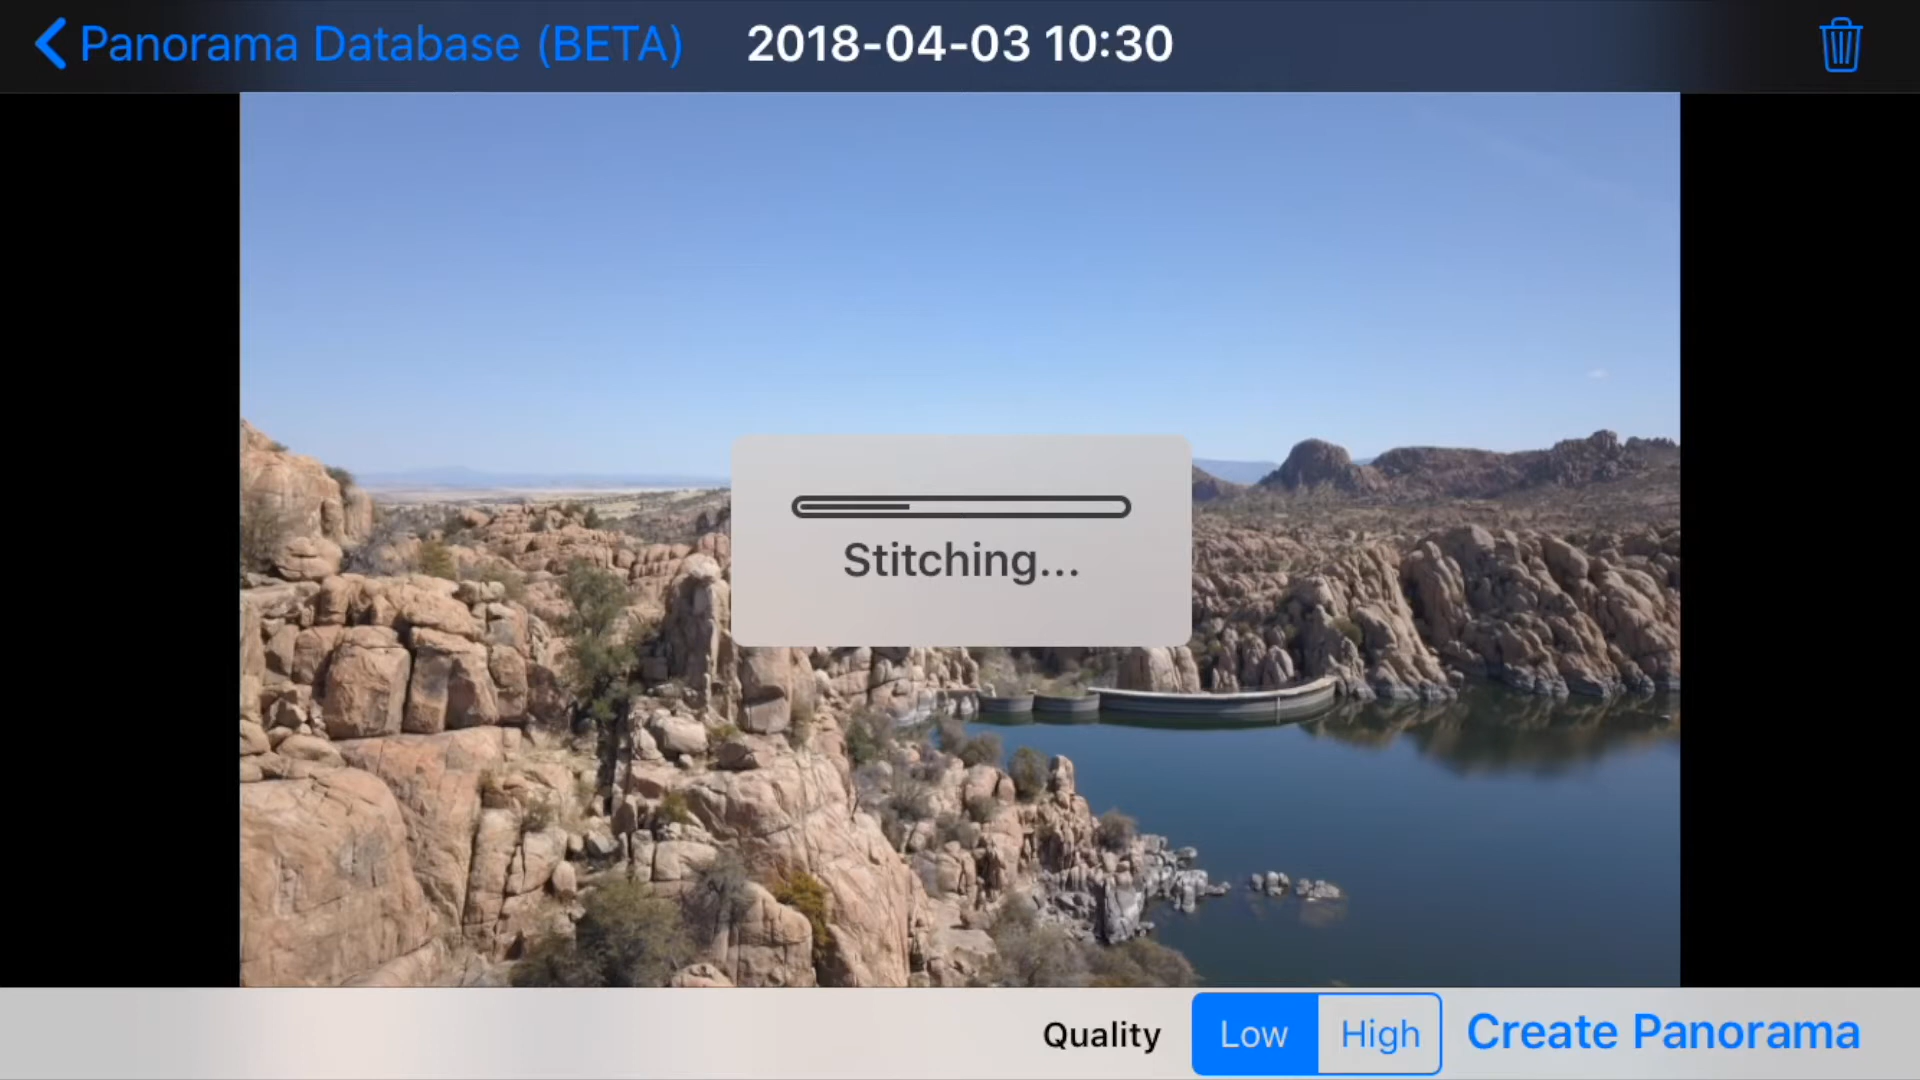 Panorama Database (BETA) 2018-04-03 10:30
Stitching...
Quality Low High Create Panorama